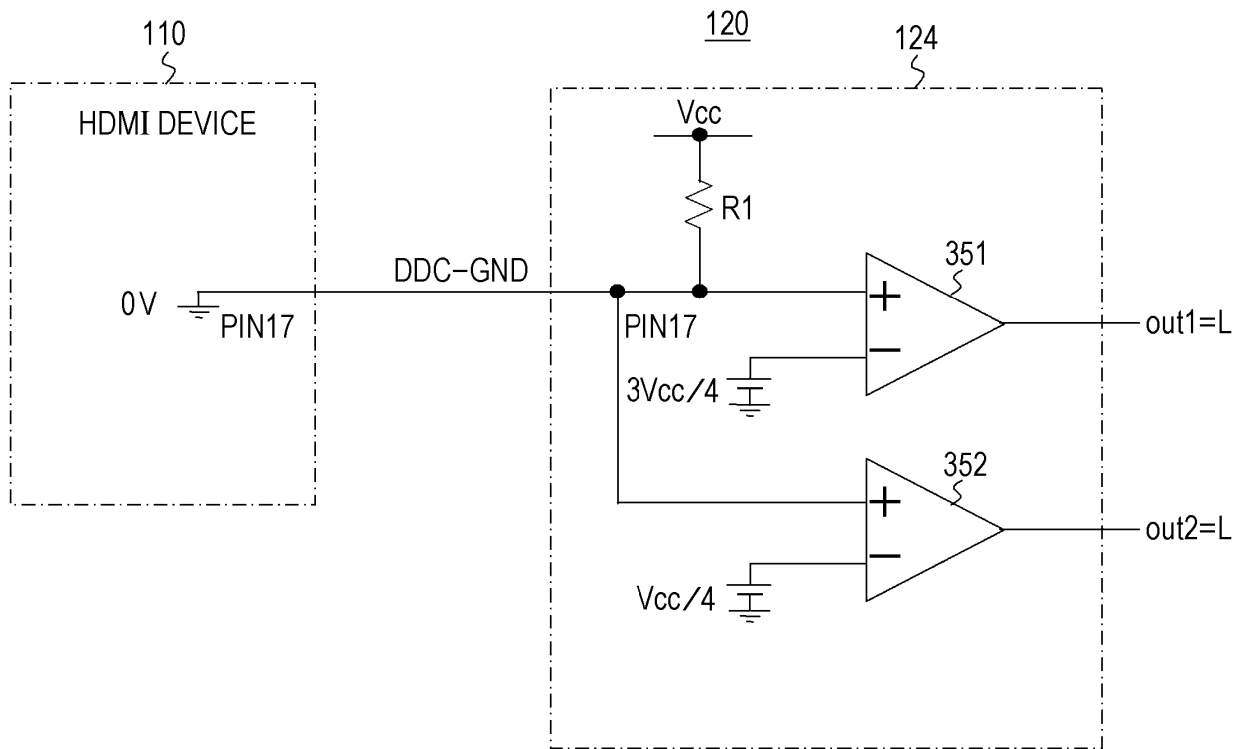 120
110
124
HDMI DEVICE
Vcc
R1
DDC-GND
351
0V
PIN17
PIN17
+
−
out1=L
3Vcc/4
352
+
−
out2=L
Vcc/4